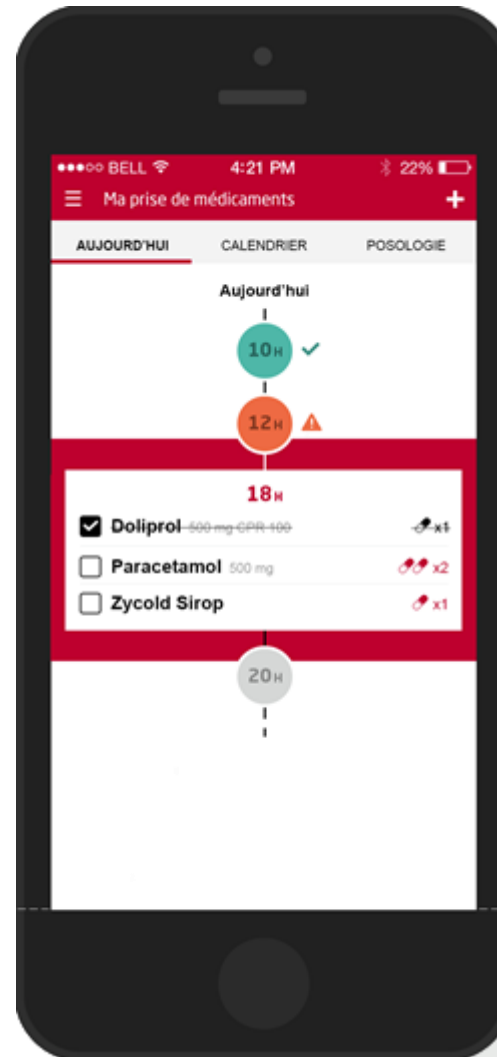 BELL 4:21 PM 22%
Ma prise de médicaments
AUJOURD'HUI CALENDRIER POSOLOGIE
Aujourd'hui
10H
12H
18H
Doliprol 500 mg CPR 100 x1
Paracetamol 500 mg x2
Zycold Sirop x1
20H